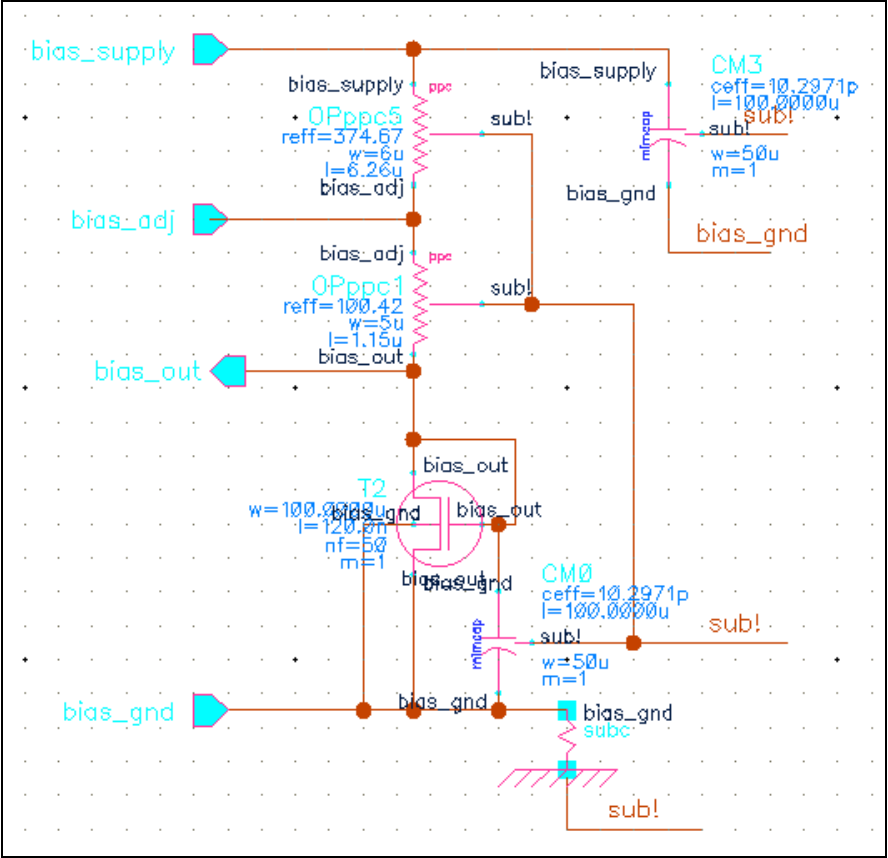 bias_supply
bias_supply
ppc
OPppc5
reff=374.67
w=6u
l=6.26u
bias_adj
sub!
bias_supply
CM3
ceff=10.2971p
l=100.0000u
sub!
sub!
mimcap
w=50u
m=1
bias_gnd
bias_gnd
bias_adj
bias_adj
ppc
OPppc1
reff=100.42
w=5u
l=1.15u
bias_out
sub!
bias_out
bias_out
T2
w=100.0000u
bias_gnd
bias_out
l=120.0n
nf=50
m=1
bias_out
bias_gnd
CM0
ceff=10.2971p
l=100.0000u
sub!
sub!
mimcap
w=50u
m=1
bias_gnd
bias_gnd
bias_gnd
subc
sub!